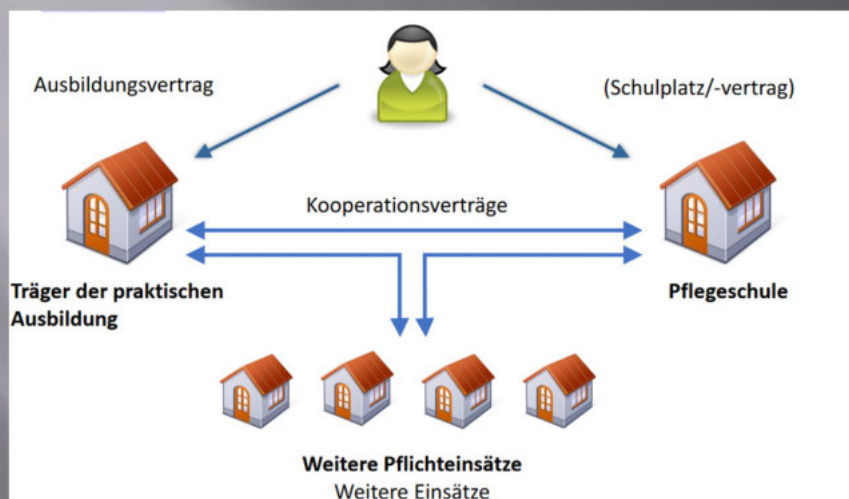 Ausbildungsvertrag
(Schulplatz/-vertrag)
Kooperationsverträge
Träger der praktischen
Ausbildung
Pflegeschule
Weitere Pflichteinsätze
Weitere Einsätze